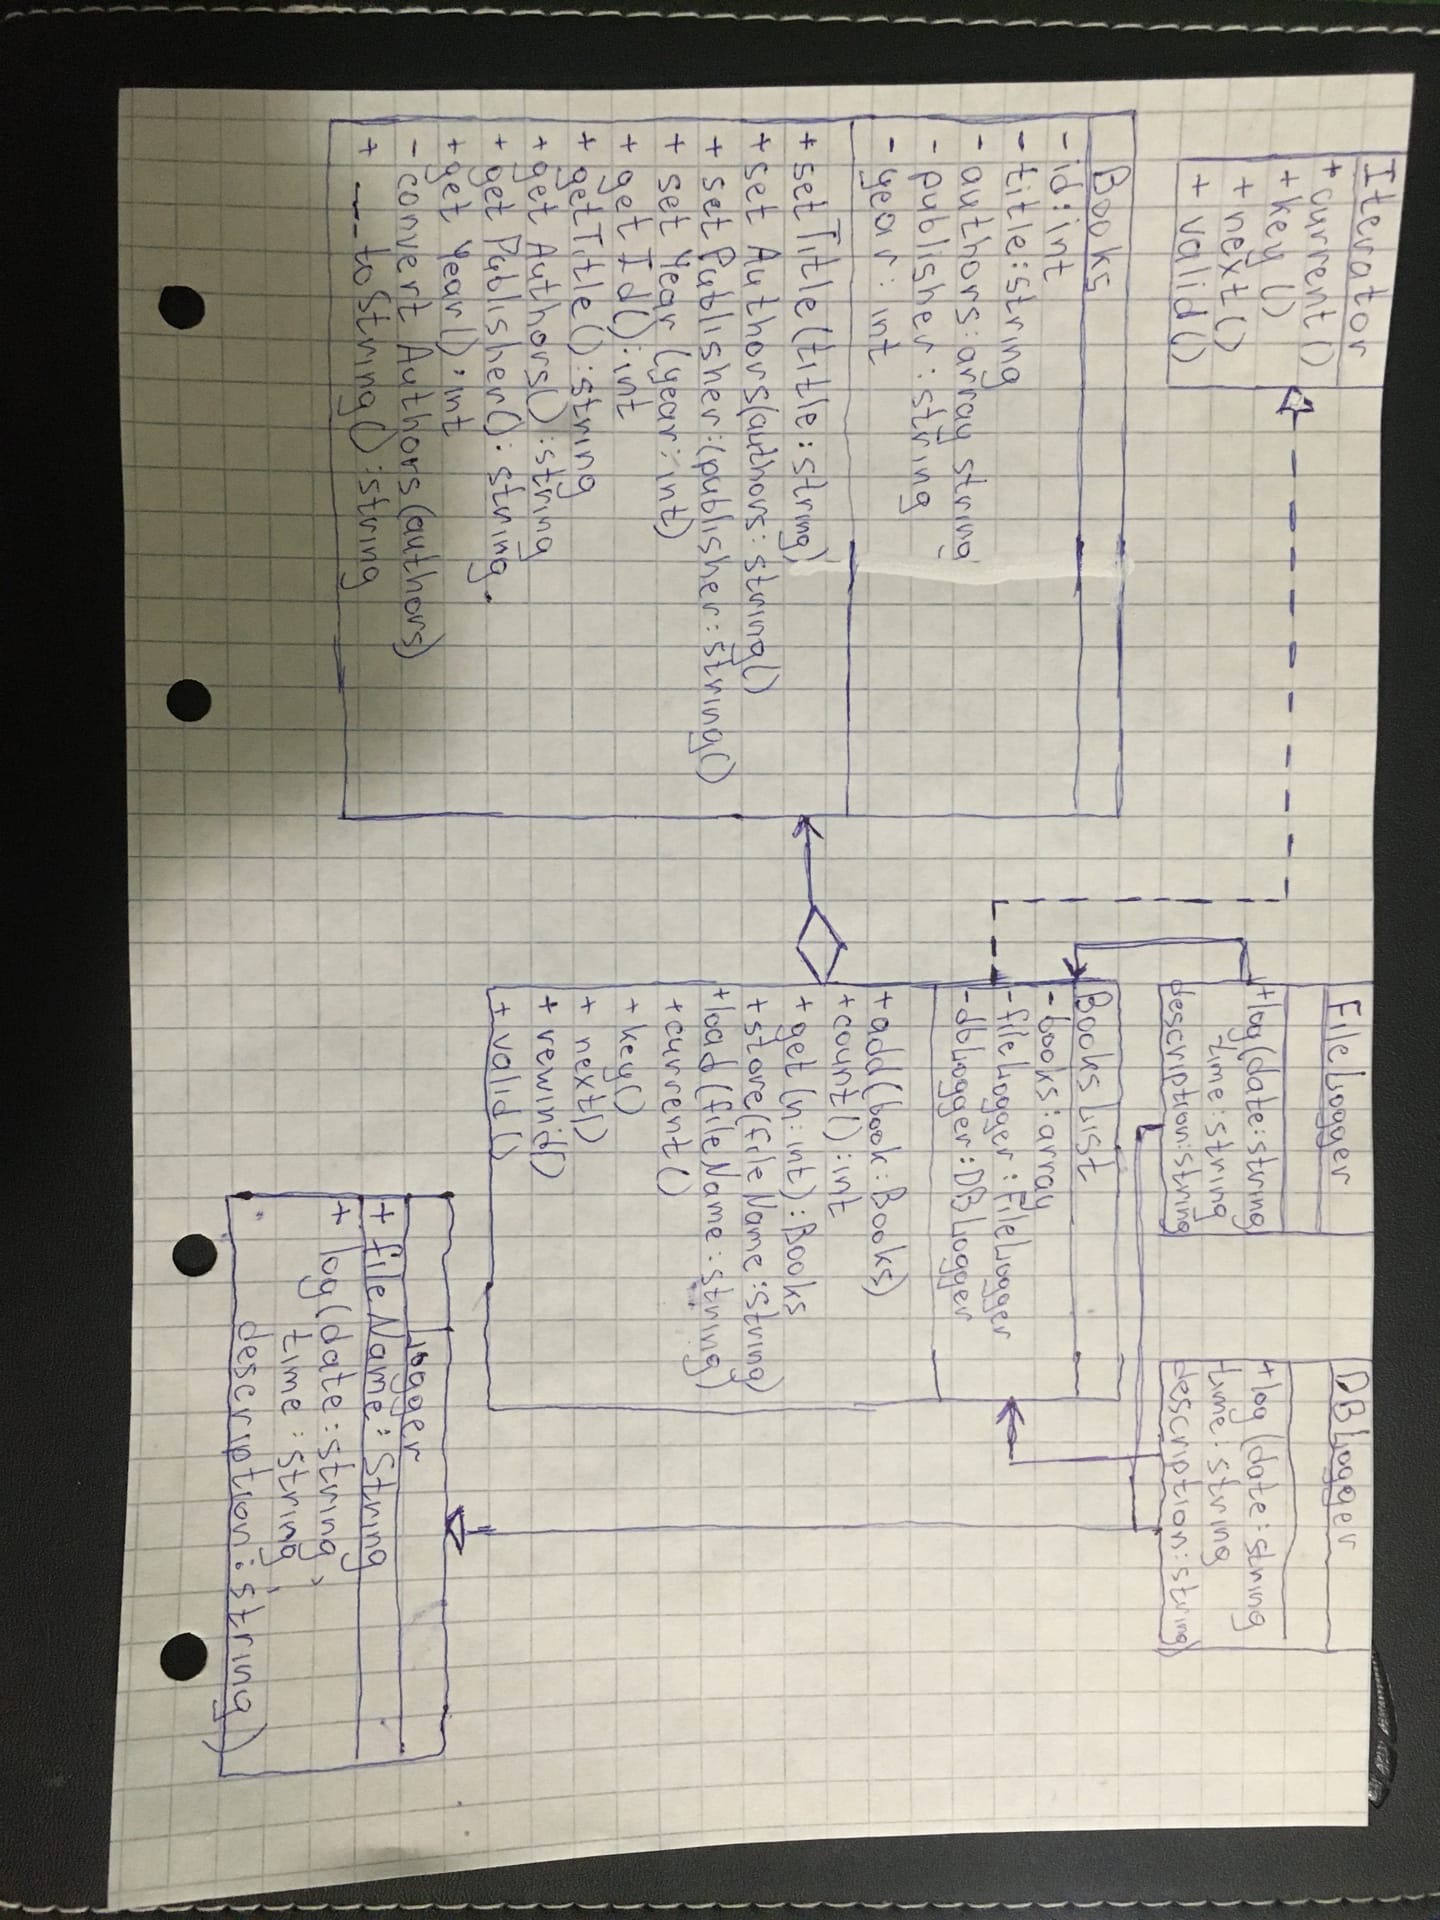 Iterator
+ current()
+ key ()
+ next()
+ valid()
FileLogger
+log(date:string
time:string
description:string
DBLogger
+log(date:string
time:string
description:string)
Books
- id:int
- title:string
- authors:array string
- publisher:string
- year:int
+ setTitle(title:string)
+ set Authors(authors:string()
+ setPublisher:(publisher:string()
+ set Year (year:int)
+ get Id():int
+ getTitle():string
+ get Authors():string
+ get Publisher():string.
+ get Year():int
- convert Authors(authors)
+ __toString():string
Books List
- books:array
- fileLogger:FileLogger
- dbLogger:DBLogger
+ add(book:Books)
+ count():int
+ get (n:int):Books
+ store(fileName:string)
+ load(fileName:string)
+ current()
+ key()
+ next()
+ rewind()
+ valid()
Logger
+ fileName:String
+ log(date:string,
time:string,
description:string)